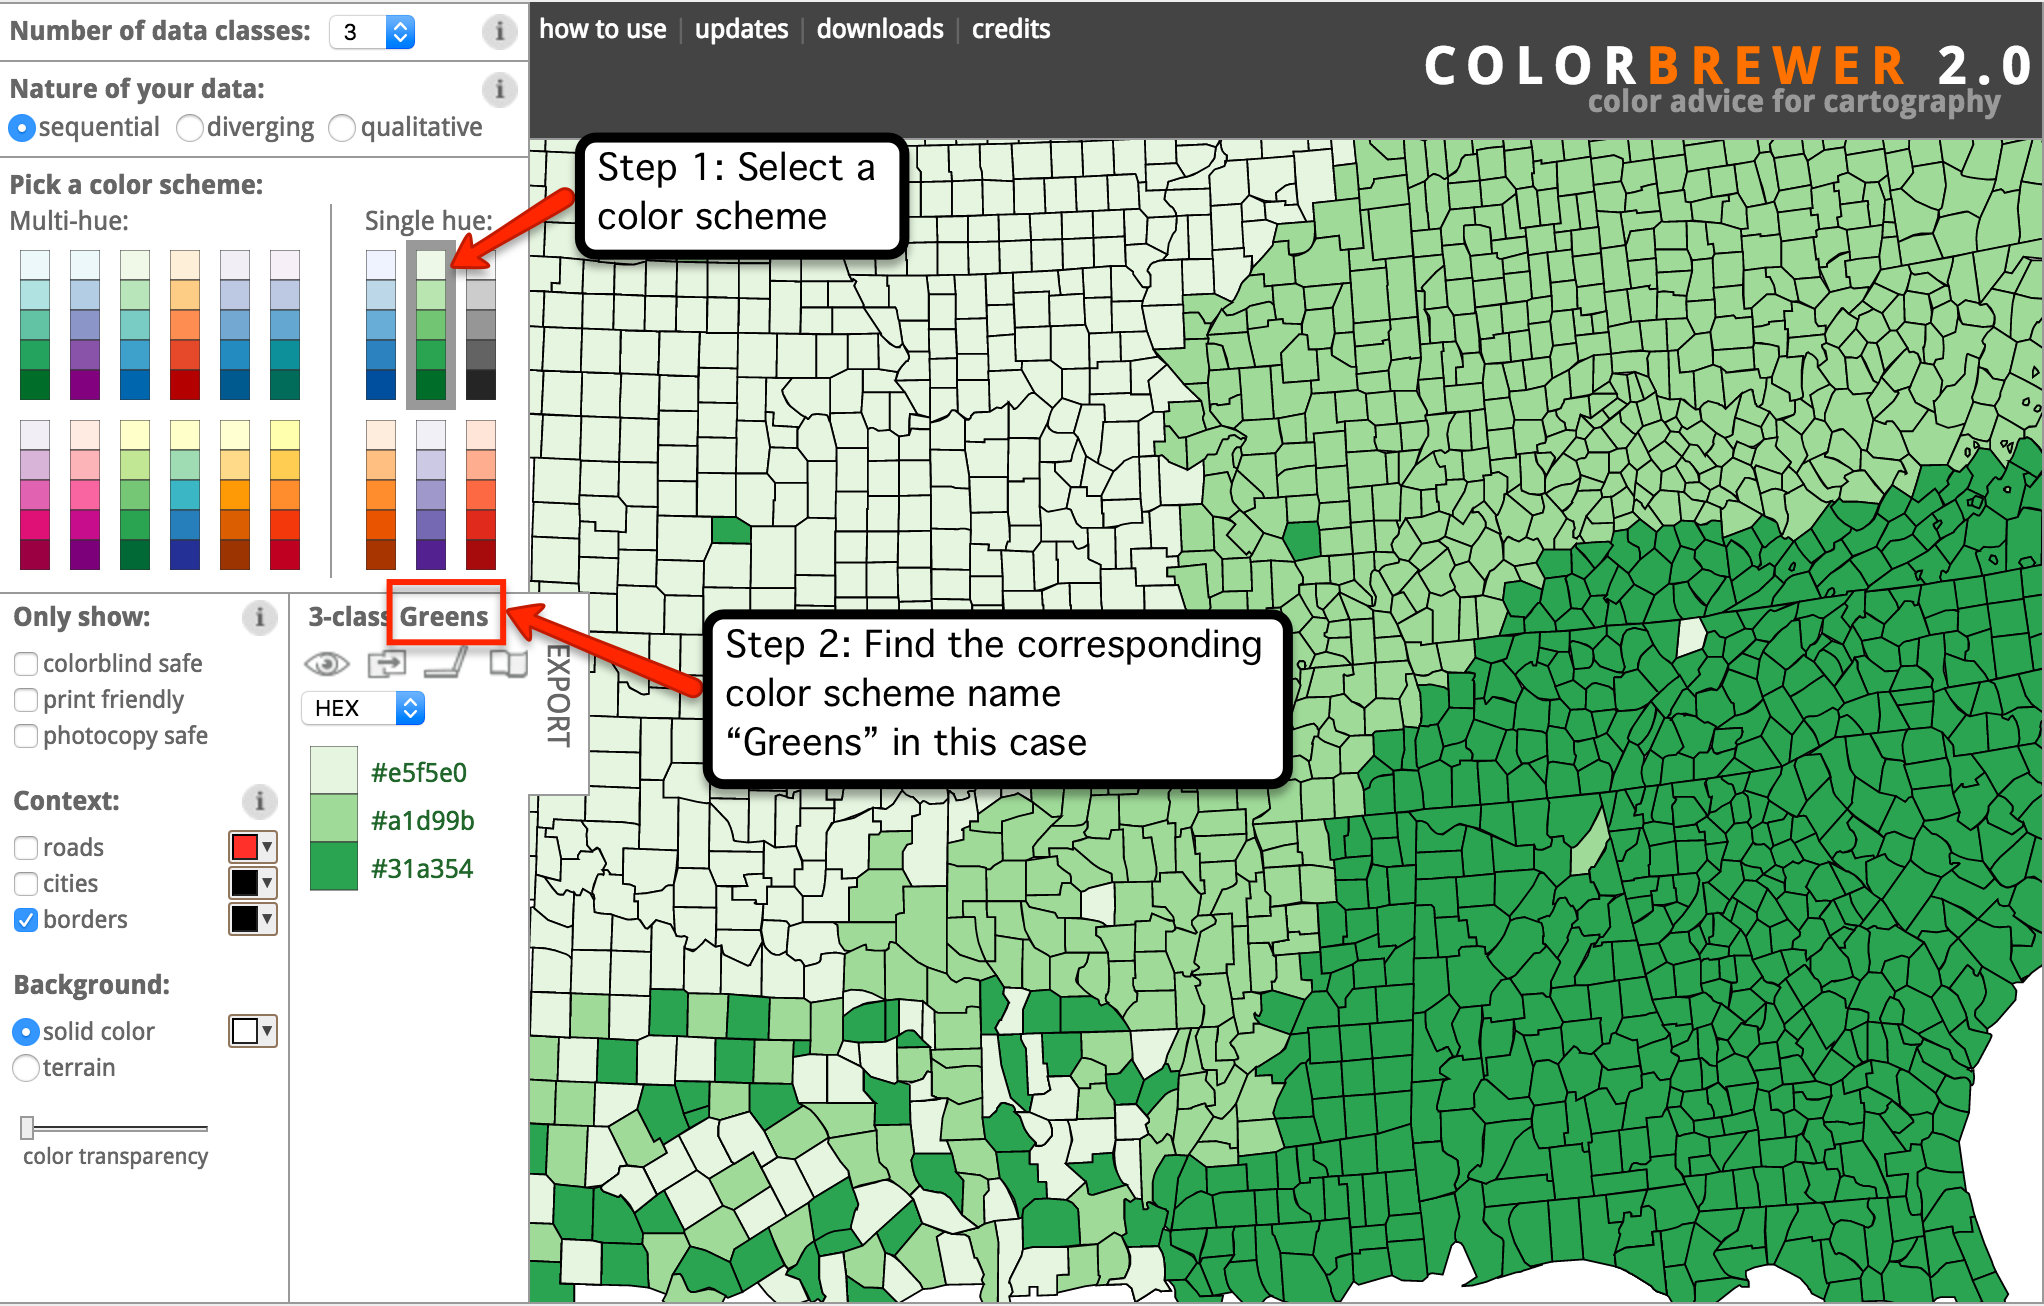 Number of data classes: 3 i
how to use | updates | downloads | credits
COLORBREWER 2.0
color advice for cartography
Nature of your data: i
sequential diverging qualitative
Pick a color scheme:
Multi-hue: Single hue:
Step 1: Select a
color scheme
Only show: i
colorblind safe
print friendly
photocopy safe
3-class Greens
HEX
EXPORT
#e5f5e0
#a1d99b
#31a354
Step 2: Find the corresponding
color scheme name
“Greens” in this case
Context: i
roads
cities
borders
Background:
solid color
terrain
color transparency